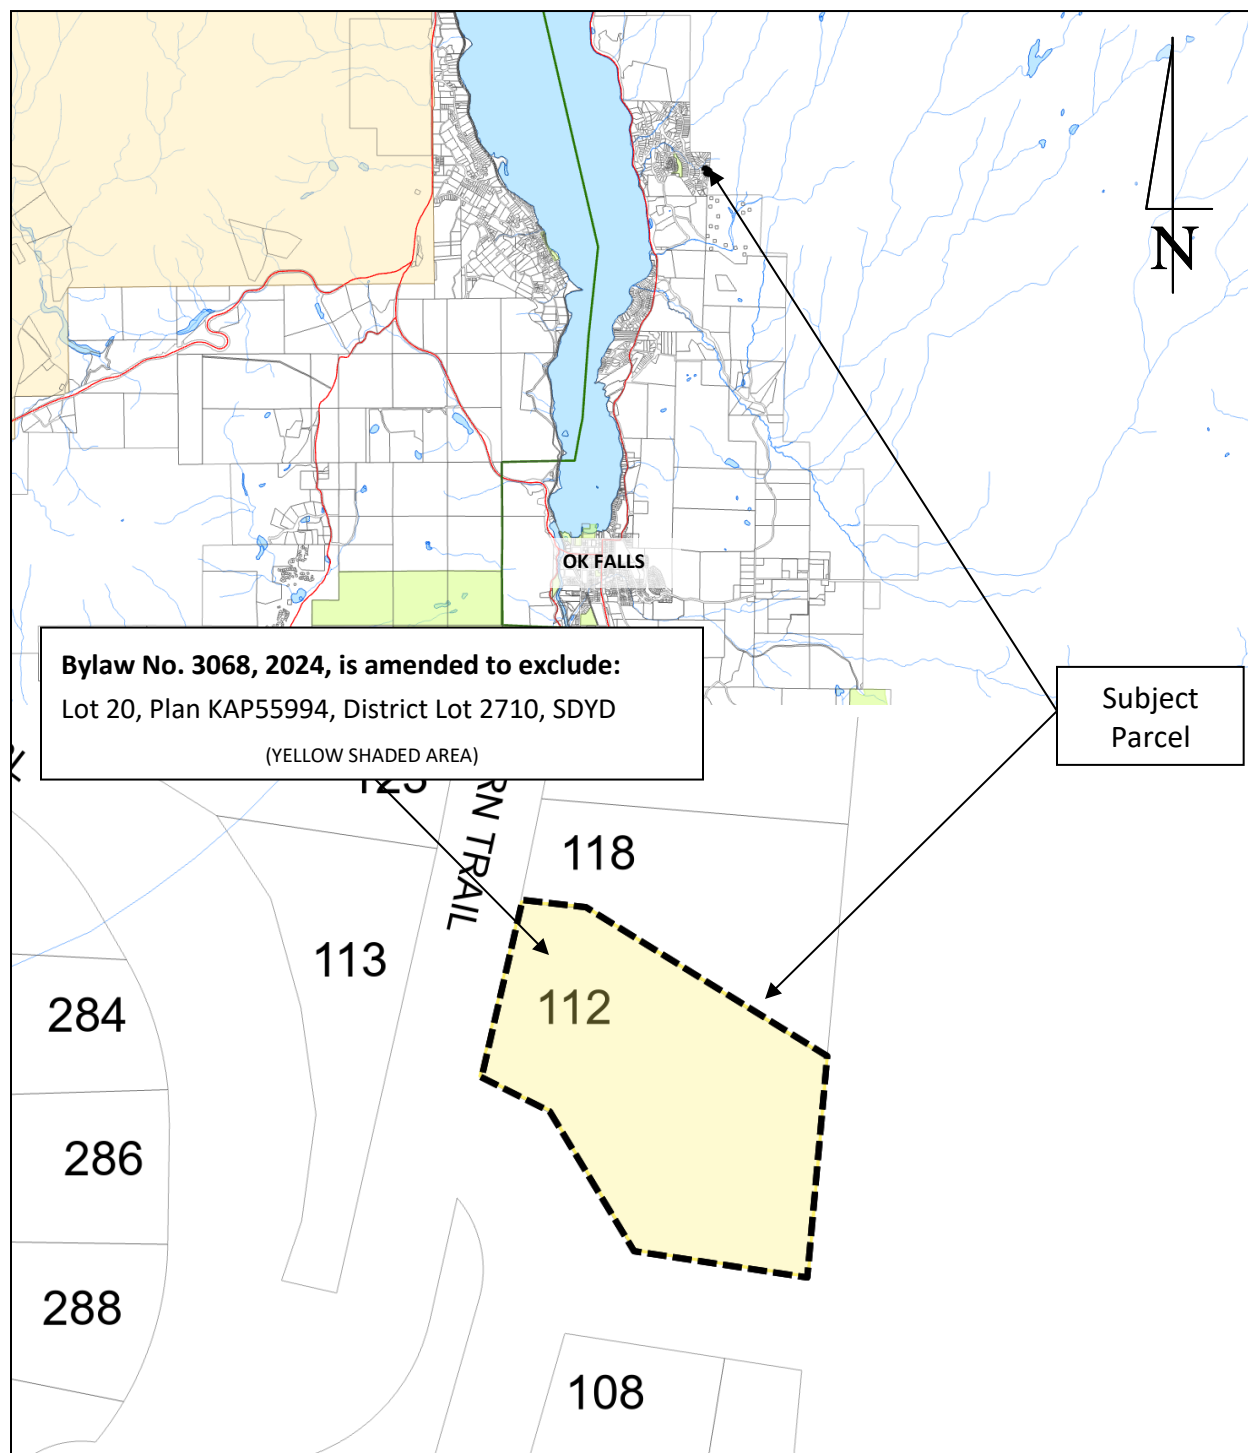 N
OK FALLS
Bylaw No. 3068, 2024, is amended to exclude:
Lot 20, Plan KAP55994, District Lot 2710, SDYD
(YELLOW SHADED AREA)
Subject
Parcel
TRAIL
118
113
112
284
286
288
108